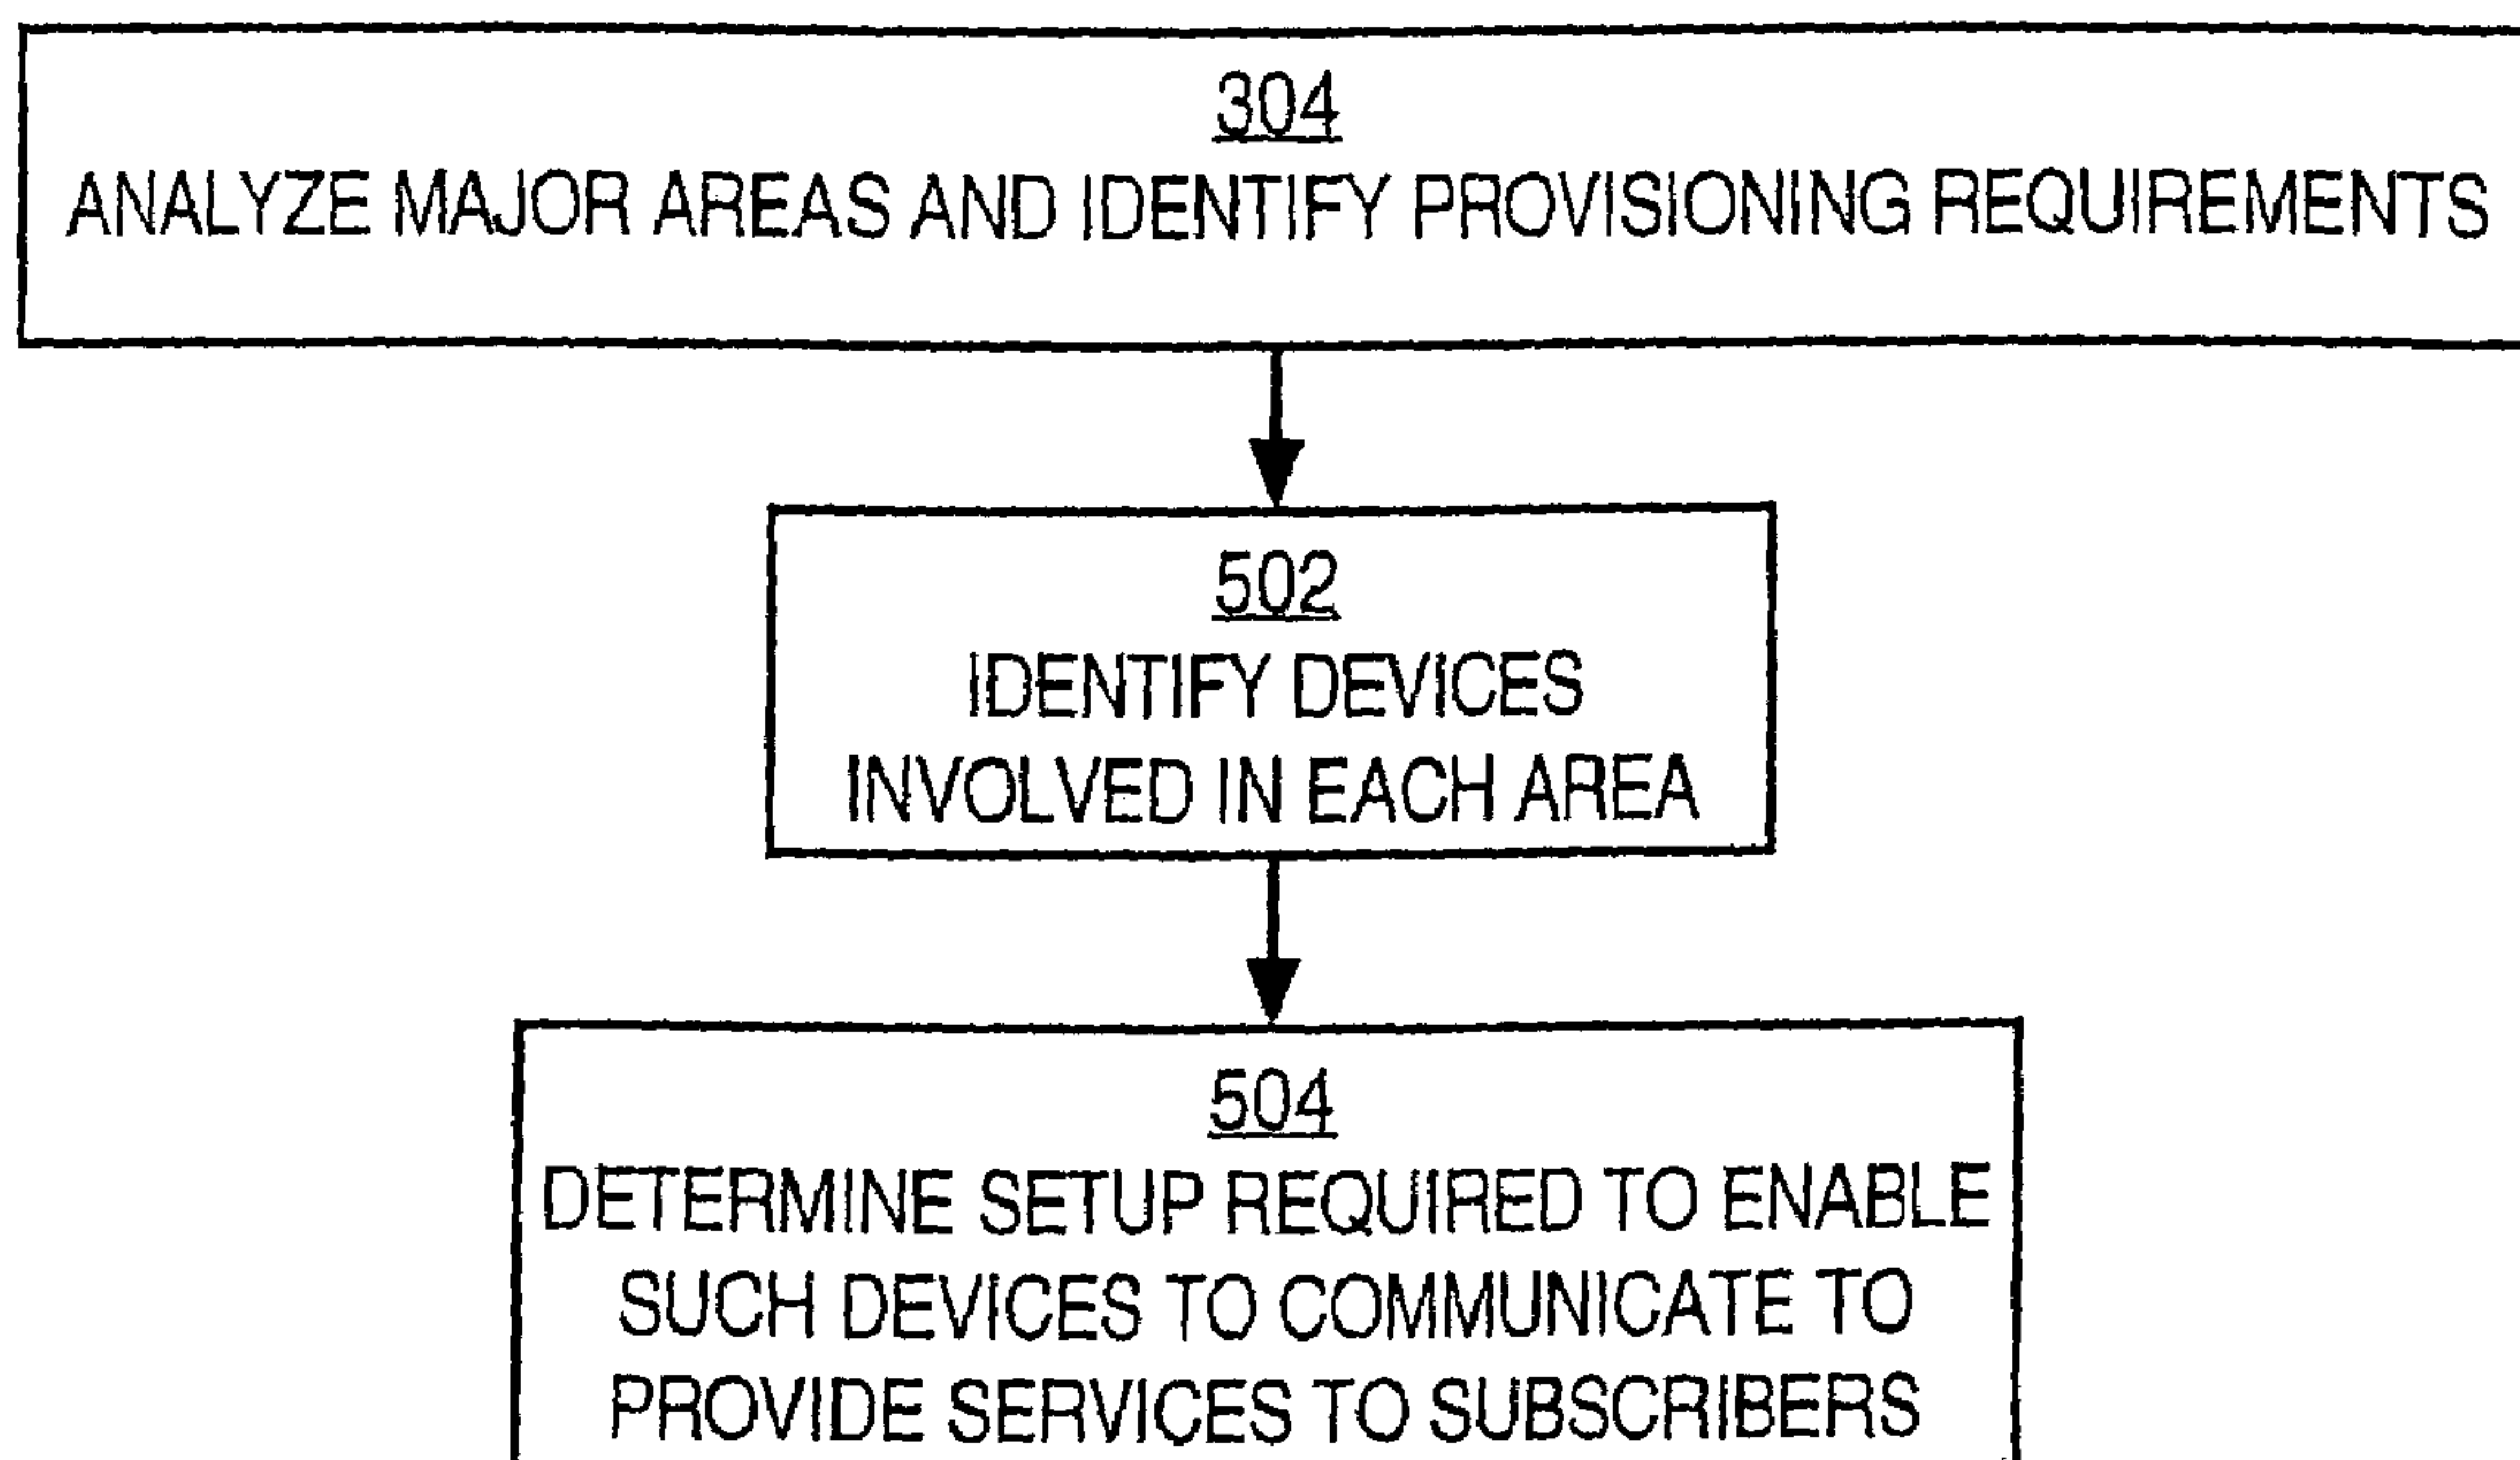 304
ANALYZE MAJOR AREAS AND IDENTIFY PROVISIONING REQUIREMENTS
502
IDENTIFY DEVICES
INVOLVED IN EACH AREA
504
DETERMINE SETUP REQUIRED TO ENABLE
SUCH DEVICES TO COMMUNICATE TO
PROVIDE SERVICES TO SUBSCRIBERS